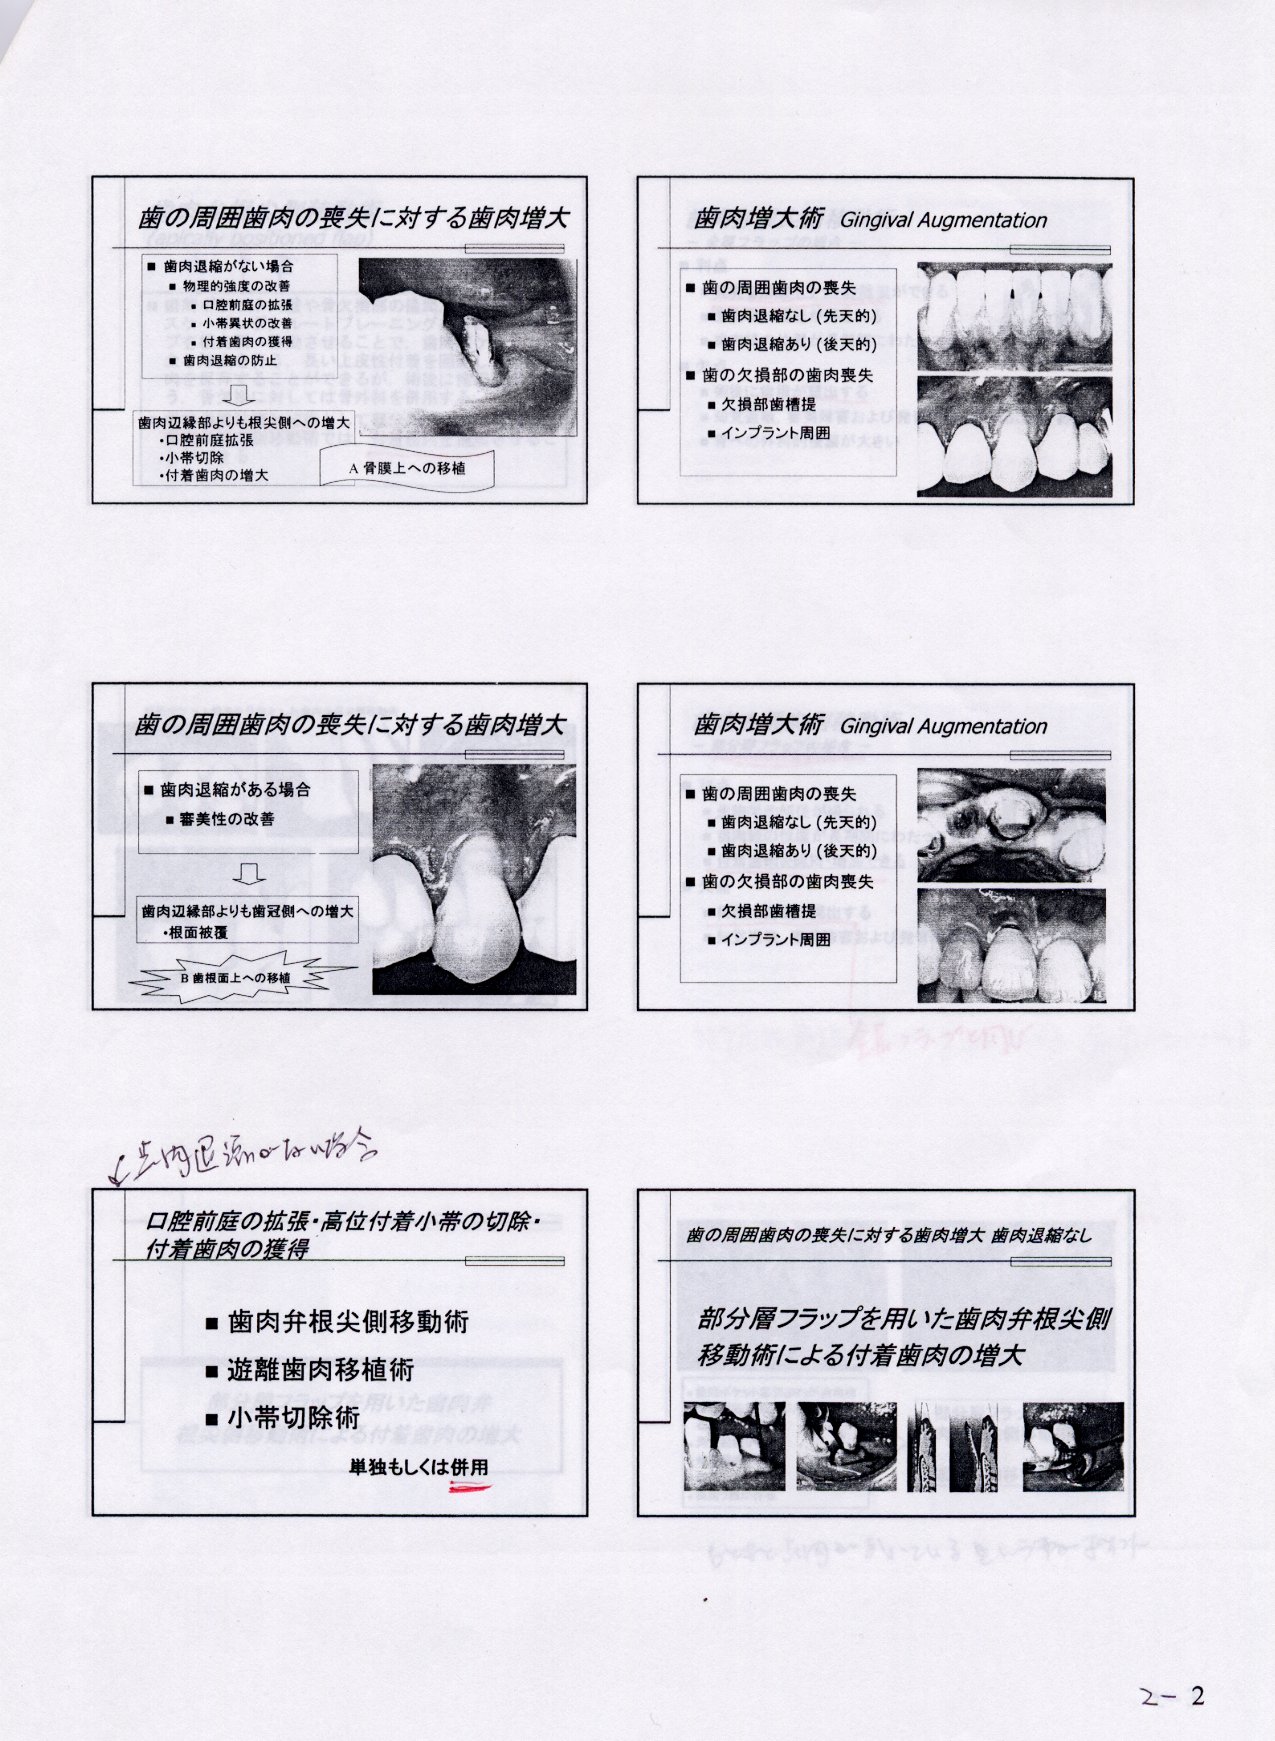 歯の周囲歯肉の喪失に対する歯肉増大
■ 歯肉退縮がない場合
■ 物理的強度の改善
■ 口腔前庭の拡張
■ 小帯異状の改善
■ 付着歯肉の獲得
■ 歯肉退縮の防止
歯肉辺縁部よりも根尖側への増大
・口腔前庭拡張
・小帯切除
・付着歯肉の増大
A 骨膜上への移植
歯肉増大術 Gingival Augmentation
■ 歯の周囲歯肉の喪失
■ 歯肉退縮なし (先天的)
■ 歯肉退縮あり (後天的)
■ 歯の欠損部の歯肉喪失
■ 欠損部歯槽提
■ インプラント周囲
歯の周囲歯肉の喪失に対する歯肉増大
■ 歯肉退縮がある場合
■ 審美性の改善
歯肉辺縁部よりも歯冠側への増大
・根面被覆
B 歯根面上への移植
歯肉増大術 Gingival Augmentation
■ 歯の周囲歯肉の喪失
■ 歯肉退縮なし (先天的)
■ 歯肉退縮あり (後天的)
■ 歯の欠損部の歯肉喪失
■ 欠損部歯槽提
■ インプラント周囲
↙歯肉退縮がない場合
口腔前庭の拡張・高位付着小帯の切除・
付着歯肉の獲得
■ 歯肉弁根尖側移動術
■ 遊離歯肉移植術
■ 小帯切除術
単独もしくは併用
歯の周囲歯肉の喪失に対する歯肉増大 歯肉退縮なし
部分層フラップを用いた歯肉弁根尖側
移動術による付着歯肉の増大
2- 2